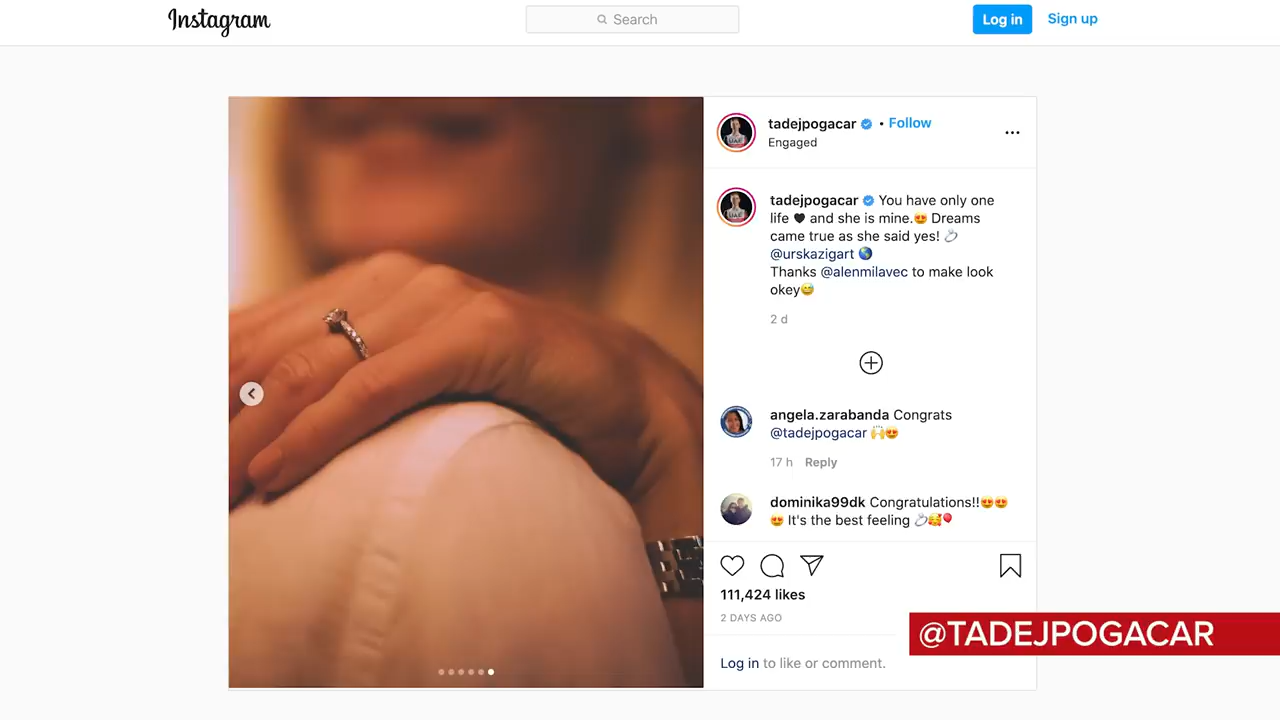 Instagram
Search
Log in
Sign up
tadejpogacar • Follow
Engaged
tadejpogacar You have only one
life 🖤 and she is mine.😍 Dreams
came true as she said yes! 💍
@urskazigart 🌎
Thanks @alenmilavec to make look
okey😅
2 d
angela.zarabanda Congrats
@tadejpogacar 🙌😍
17 h Reply
dominika99dk Congratulations!!😍😍
😍 It's the best feeling 💍🥰🎈
111,424 likes
2 DAYS AGO
@TADEJPOGACAR
Log in to like or comment.